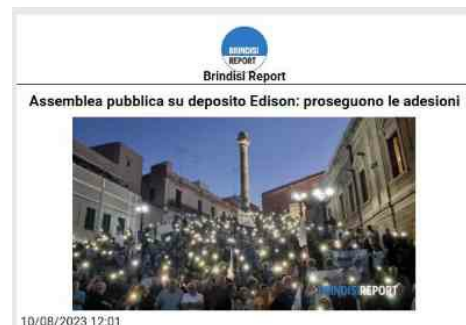 BRINDISI
REPORT
Brindisi Report
Assemblea pubblica su deposito Edison: proseguono le adesioni
BRINDISI REPORT
10/08/2023 12:01